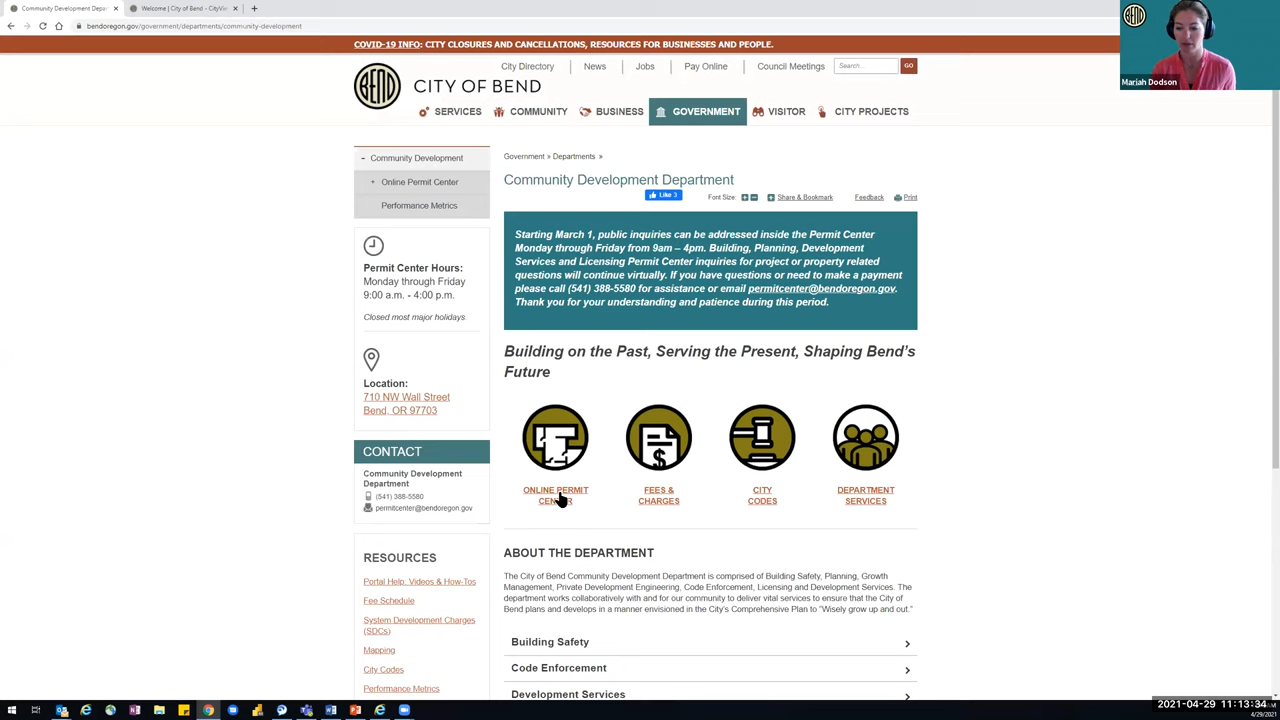 Community Development Depar
Welcome | City of Bend - CityVie
bendoregon.gov/government/departments/community-development
COVID-19 INFO: CITY CLOSURES AND CANCELLATIONS, RESOURCES FOR BUSINESSES AND PEOPLE.
City Directory
News
Jobs
Pay Online
Council Meetings
Search...
GO
BEND
CITY OF BEND
SERVICES
COMMUNITY
BUSINESS
GOVERNMENT
VISITOR
CITY PROJECTS
BEND
Mariah Dodson
- Community Development
+ Online Permit Center
Performance Metrics
Permit Center Hours:
Monday through Friday
9:00 a.m. - 4:00 p.m.
Closed most major holidays.
Location:
710 NW Wall Street
Bend, OR 97703
CONTACT
Community Development
Department
(541) 388-5580
permitcenter@bendoregon.gov
RESOURCES
Portal Help: Videos & How-Tos
Fee Schedule
System Development Charges
(SDCs)
Mapping
City Codes
Performance Metrics
Government » Departments »
Community Development Department
Like 3
Font Size:
Share & Bookmark
Feedback
Print
Starting March 1, public inquiries can be addressed inside the Permit Center
Monday through Friday from 9am – 4pm. Building, Planning, Development
Services and Licensing Permit Center inquiries for project or property related
questions will continue virtually. If you have questions or need to make a payment
please call (541) 388-5580 for assistance or email permitcenter@bendoregon.gov.
Thank you for your understanding and patience during this period.
Building on the Past, Serving the Present, Shaping Bend's
Future
ONLINE PERMIT
CENTER
FEES &
CHARGES
CITY
CODES
DEPARTMENT
SERVICES
ABOUT THE DEPARTMENT
The City of Bend Community Development Department is comprised of Building Safety, Planning, Growth
Management, Private Development Engineering, Code Enforcement, Licensing and Development Services. The
department works collaboratively with and for our community to deliver vital services to ensure that the City of
Bend plans and develops in a manner envisioned in the City's Comprehensive Plan to "Wisely grow up and out."
Building Safety
Code Enforcement
Development Services
2021-04-29 11:13:34
4/29/2021